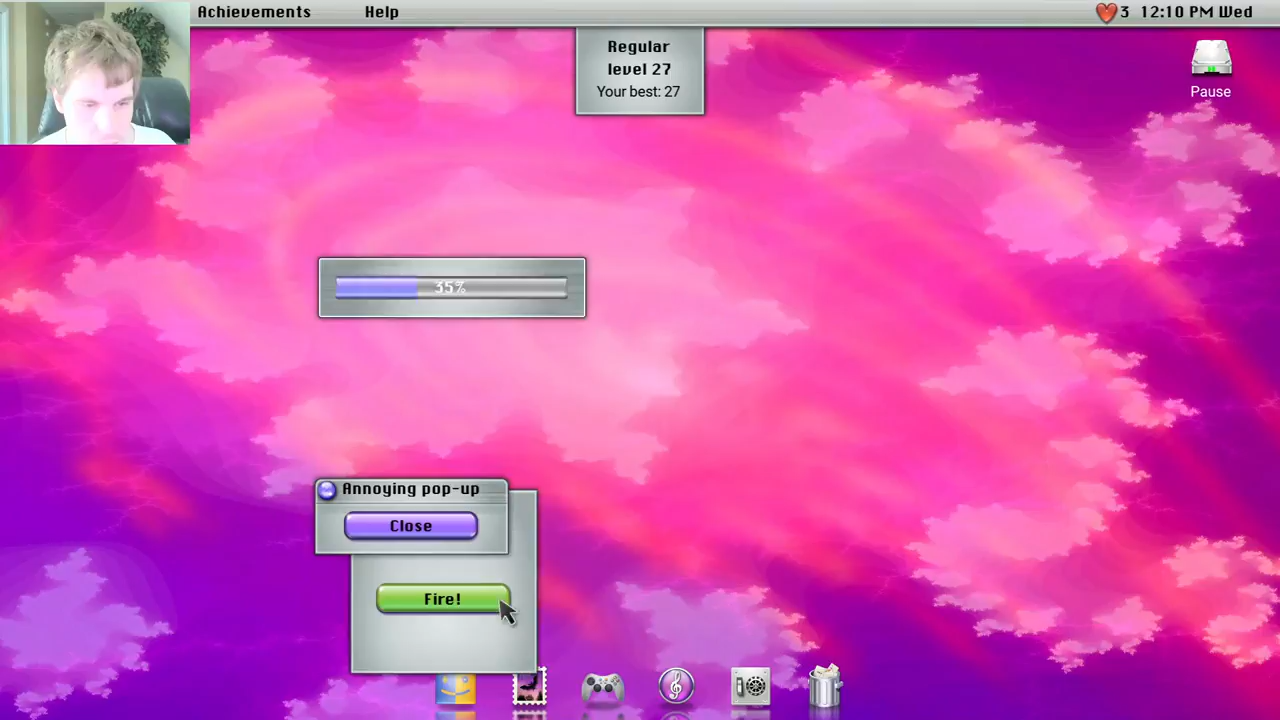 Achievements Help 3 12:10 PM Wed
Regular
level 27
Your best: 27
Pause
35%
Annoying pop-up
Close
Fire!